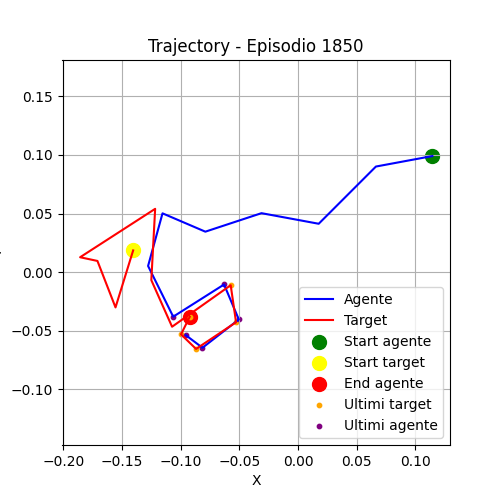 Trajectory - Episodio 1850
0.15
0.10
0.05
0.00
−0.05
−0.10
−0.20
−0.15
−0.10
−0.05
0.00
0.05
0.10
X
Agente
Target
Start agente
Start target
End agente
Ultimi target
Ultimi agente